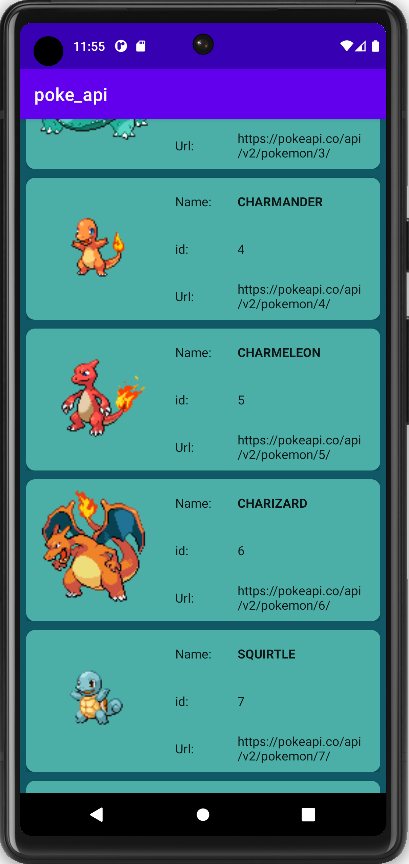 11:55
poke_api
Url: https://pokeapi.co/api
/v2/pokemon/3/
Name: CHARMANDER
id: 4
Url: https://pokeapi.co/api
/v2/pokemon/4/
Name: CHARMELEON
id: 5
Url: https://pokeapi.co/api
/v2/pokemon/5/
Name: CHARIZARD
id: 6
Url: https://pokeapi.co/api
/v2/pokemon/6/
Name: SQUIRTLE
id: 7
Url: https://pokeapi.co/api
/v2/pokemon/7/